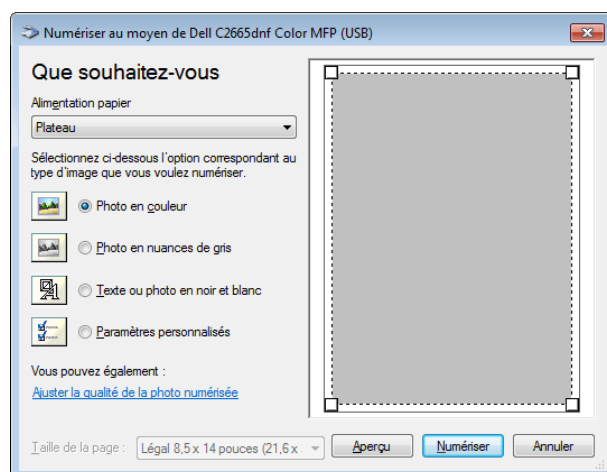 Numériser au moyen de Dell C2665dnf Color MFP (USB)
Que souhaitez-vous
Alimentation papier
Plateau
Sélectionnez ci-dessous l'option correspondant au
type d'image que vous voulez numériser.
Photo en couleur
Photo en nuances de gris
Texte ou photo en noir et blanc
Paramètres personnalisés
Vous pouvez également :
Ajuster la qualité de la photo numérisée
Taille de la page : Légal 8,5 x 14 pouces (21,6 x
Aperçu Numériser Annuler